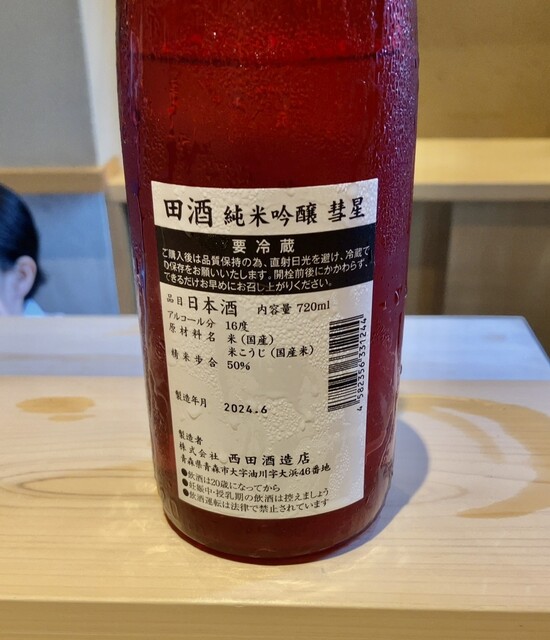 田酒 純米吟醸 彗星
要冷蔵
ご購入後は品質保持の為、直射日光を避け、冷蔵で
の保存をお願いいたします。開栓前後にかかわらず、
できるだけお早めにお召し上がりください。
品目 日本酒 内容量 720ml
アルコール分 16度
原材料名 米（国産）
米こうじ（国産米）
精米歩合 50%
製造年月 2024.6
製造者
株式会社 西田酒造店
青森県青森市大字油川字大浜46番地
●飲酒は20歳になってから
●妊娠中・授乳期の飲酒は控えましょう
●飲酒運転は法律で禁止されています
4 582356 331244